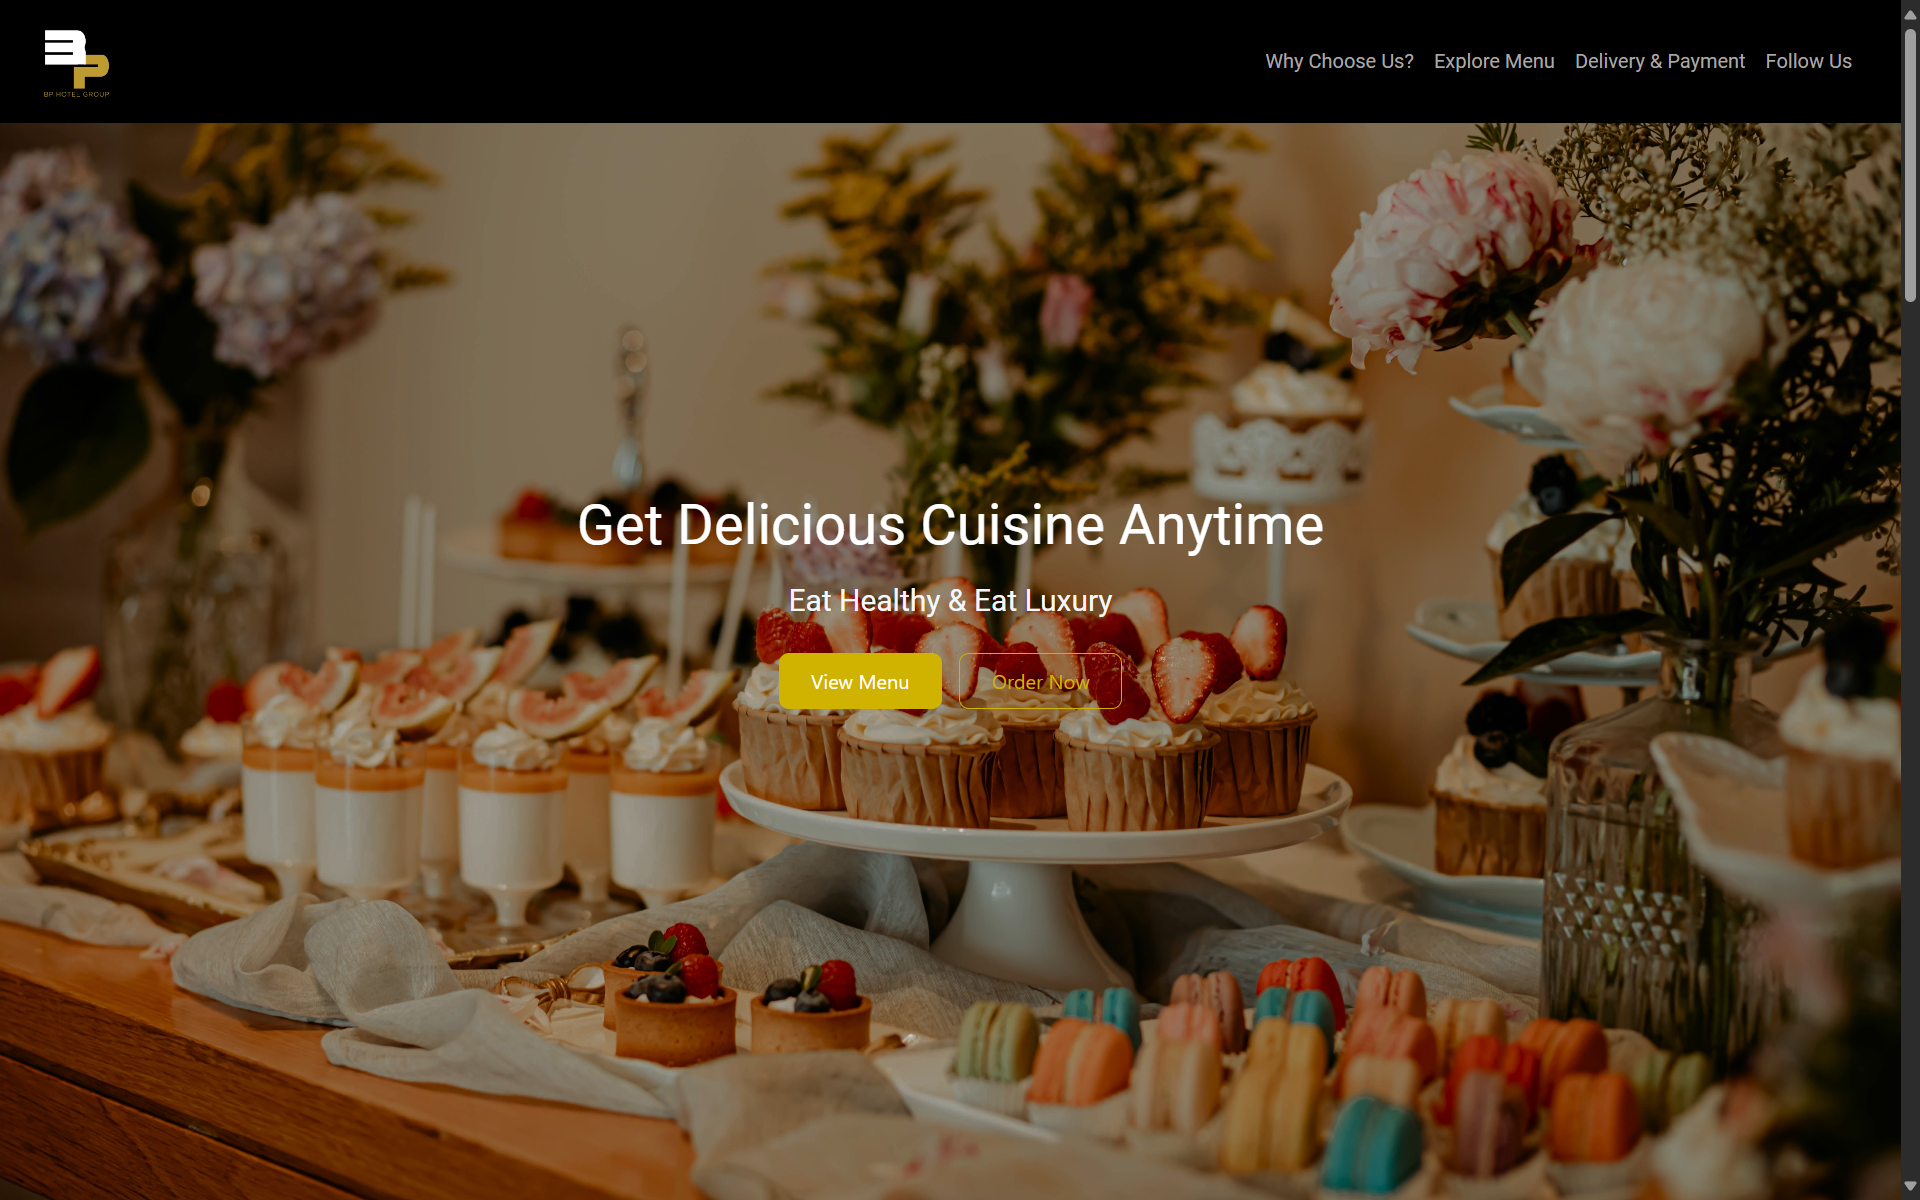 BP
BP HOTEL GROUP
Why Choose Us?
Explore Menu
Delivery & Payment
Follow Us
Get Delicious Cuisine Anytime
Eat Healthy & Eat Luxury
View Menu
Order Now